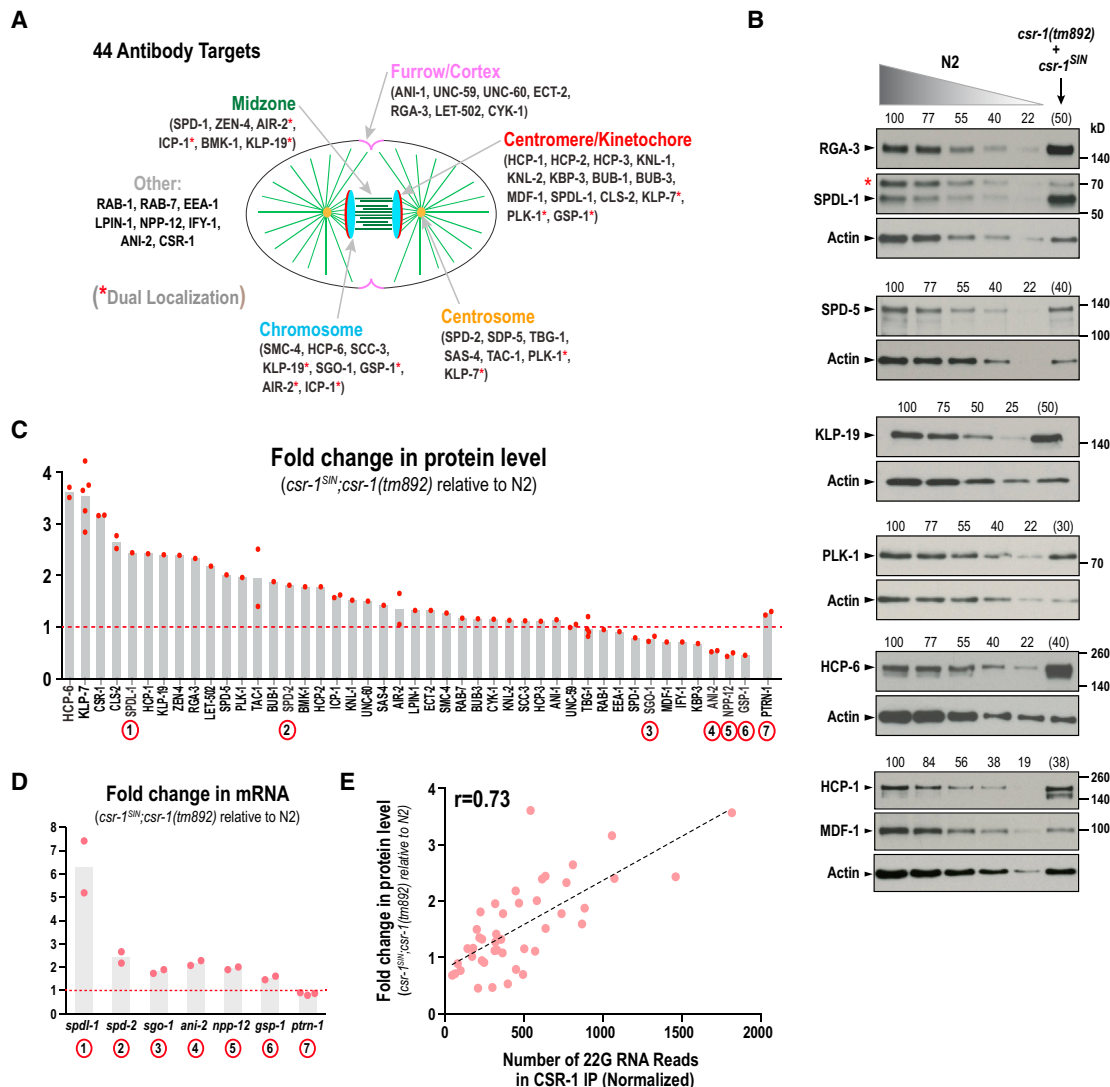 A
44 Antibody Targets
Furrow/Cortex
(ANI-1, UNC-59, UNC-60, ECT-2,
RGA-3, LET-502, CYK-1)
Midzone
(SPD-1, ZEN-4, AIR-2*,
ICP-1*, BMK-1, KLP-19*)
Centromere/Kinetochore
(HCP-1, HCP-2, HCP-3, KNL-1,
KNL-2, KBP-3, BUB-1, BUB-3,
MDF-1, SPDL-1, CLS-2, KLP-7*,
PLK-1*, GSP-1*)
Other:
RAB-1, RAB-7, EEA-1
LPIN-1, NPP-12, IFY-1,
ANI-2, CSR-1
(*Dual Localization)
Chromosome
(SMC-4, HCP-6, SCC-3,
KLP-19*, SGO-1, GSP-1*,
AIR-2*, ICP-1*)
Centrosome
(SPD-2, SDP-5, TBG-1,
SAS-4, TAC-1, PLK-1*,
KLP-7*)
B
csr-1(tm892)
+
csr-1SIN
N2
100 77 55 40 22 (50)
kD
RGA-3
140
*
70
SPDL-1
50
Actin
100 77 55 40 22 (40)
SPD-5
140
100
Actin
100 75 50 25 (50)
KLP-19
140
Actin
100 77 55 40 22 (30)
PLK-1
70
Actin
100 77 55 40 22 (40)
HCP-6
260
140
Actin
100 84 56 38 19 (38)
HCP-1
260
140
MDF-1
100
Actin
C
Fold change in protein level
(csr-1SIN;csr-1(tm892) relative to N2)
4
3
2
1
0
HCP-6 KLP-7 CSR-1 CLS-2 SPDL-1 HCP-1 KLP-19 ZEN-4 RGA-3 LET-502 SPD-5 PLK-1 TAC-1 BUB-1 SPD-2 BMK-1 HCP-2 ICP-1 KNL-1 UNC-60 SAS-4 AIR-2 LPIN-1 ECT-2 SMC-4 RAB-7 BUB-3 CYK-1 KNL-2 SCC-3 HCP-3 ANI-1 UNC-59 TBG-1 RAB-1 EEA-1 SPD-1 SGO-1 MDF-1 IFY-1 KBP-3 ANI-2 NPP-12 GSP-1 PTRN-1
1 2 3 4 5 6 7
D
Fold change in mRNA
(csr-1SIN;csr-1(tm892) relative to N2)
8
7
6
5
4
3
2
1
0
spdl-1 spd-2 sgo-1 ani-2 npp-12 gsp-1 ptrn-1
1 2 3 4 5 6 7
E
r=0.73
Fold change in protein level
(csr-1SIN;csr-1(tm892) relative to N2)
4
3
2
1
0
0 500 1000 1500 2000
Number of 22G RNA Reads
in CSR-1 IP (Normalized)